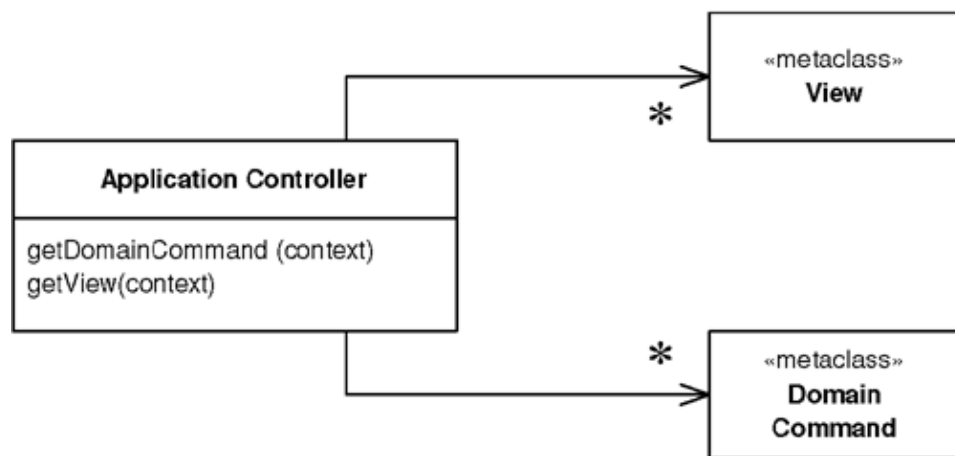 «metaclass»
View
*
Application Controller
getDomainCommand (context)
getView(context)
*
«metaclass»
Domain
Command